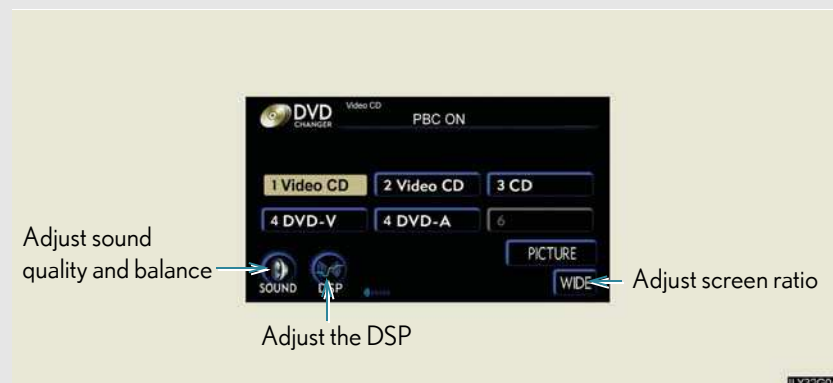 DVD
CHANGER
Video CD
PBC ON
1 Video CD
2 Video CD
3 CD
4 DVD-V
4 DVD-A
6
PICTURE
SOUND
DSP
WIDE
Adjust sound
quality and balance
Adjust screen ratio
Adjust the DSP